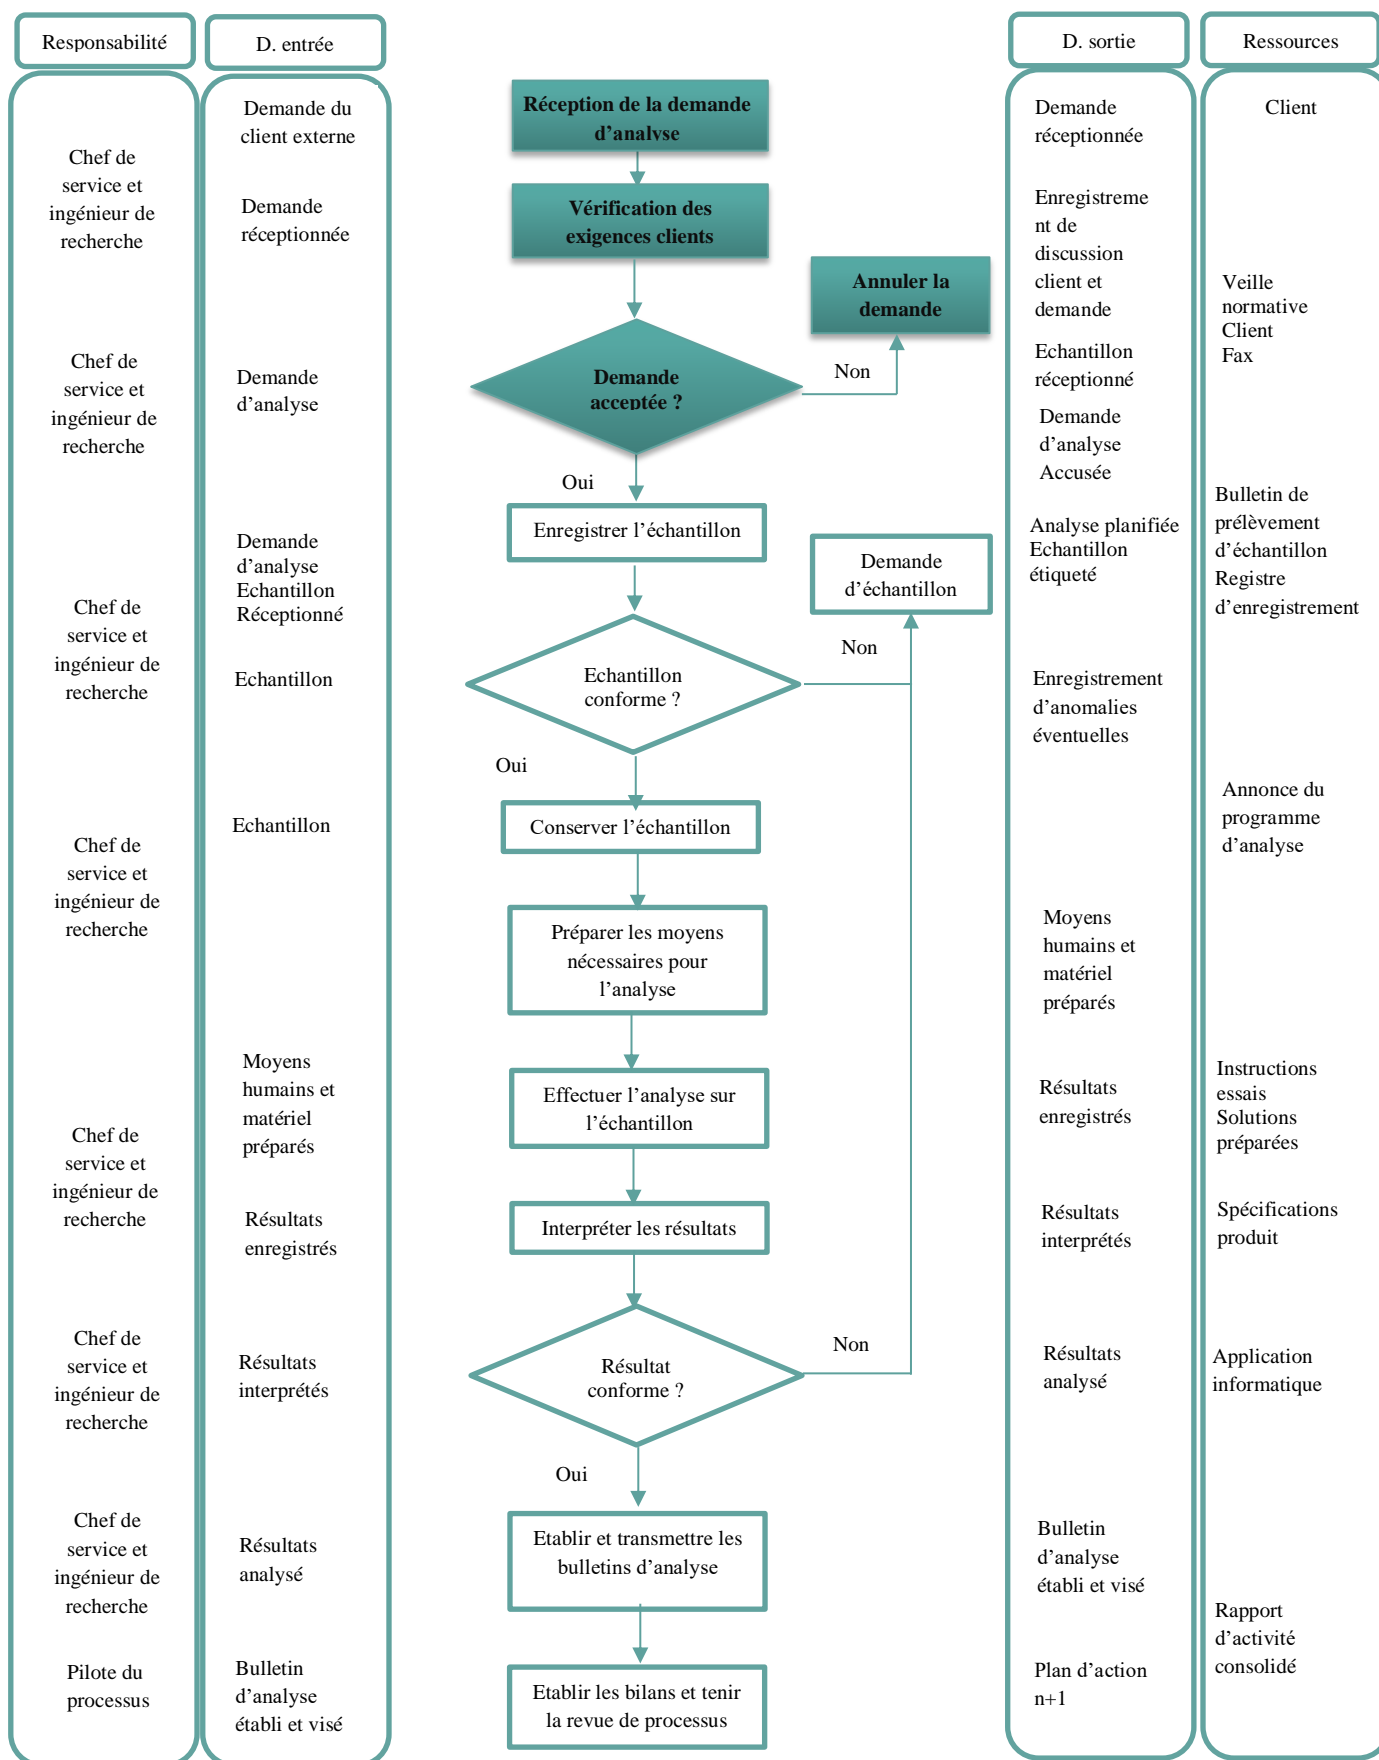 Responsabilité
D. entrée
D. sortie
Ressources
Chef de
service et
ingénieur de
recherche
Chef de
service et
ingénieur de
recherche
Chef de
service et
ingénieur de
recherche
Chef de
service et
ingénieur de
recherche
Chef de
service et
ingénieur de
recherche
Chef de
service et
ingénieur de
recherche
Chef de
service et
ingénieur de
recherche
Pilote du
processus
Demande du
client externe
Demande
réceptionnée
Demande
d’analyse
Demande
d’analyse
Echantillon
Réceptionné
Echantillon
Echantillon
Moyens
humains et
matériel
préparés
Résultats
enregistrés
Résultats
interprétés
Résultats
analysé
Bulletin
d’analyse
établi et visé
Réception de la demande
d’analyse
Vérification des
exigences clients
Annuler la
demande
Demande
acceptée ?
Non
Oui
Enregistrer l’échantillon
Demande
d’échantillon
Echantillon
conforme ?
Non
Oui
Conserver l’échantillon
Préparer les moyens
nécessaires pour
l’analyse
Effectuer l’analyse sur
l’échantillon
Interpréter les résultats
Résultat
conforme ?
Non
Oui
Etablir et transmettre les
bulletins d’analyse
Etablir les bilans et tenir
la revue de processus
Demande
réceptionnée
Enregistreme
nt de
discussion
client et
demande
Echantillon
réceptionné
Demande
d’analyse
Accusée
Analyse planifiée
Echantillon
étiqueté
Enregistrement
d’anomalies
éventuelles
Moyens
humains et
matériel
préparés
Résultats
enregistrés
Résultats
interprétés
Résultats
analysé
Bulletin
d’analyse
établi et visé
Plan d’action
n+1
Client
Veille
normative
Client
Fax
Bulletin de
prélèvement
d’échantillon
Registre
d’enregistrement
Annonce du
programme
d’analyse
Instructions
essais
Solutions
préparées
Spécifications
produit
Application
informatique
Rapport
d’activité
consolidé